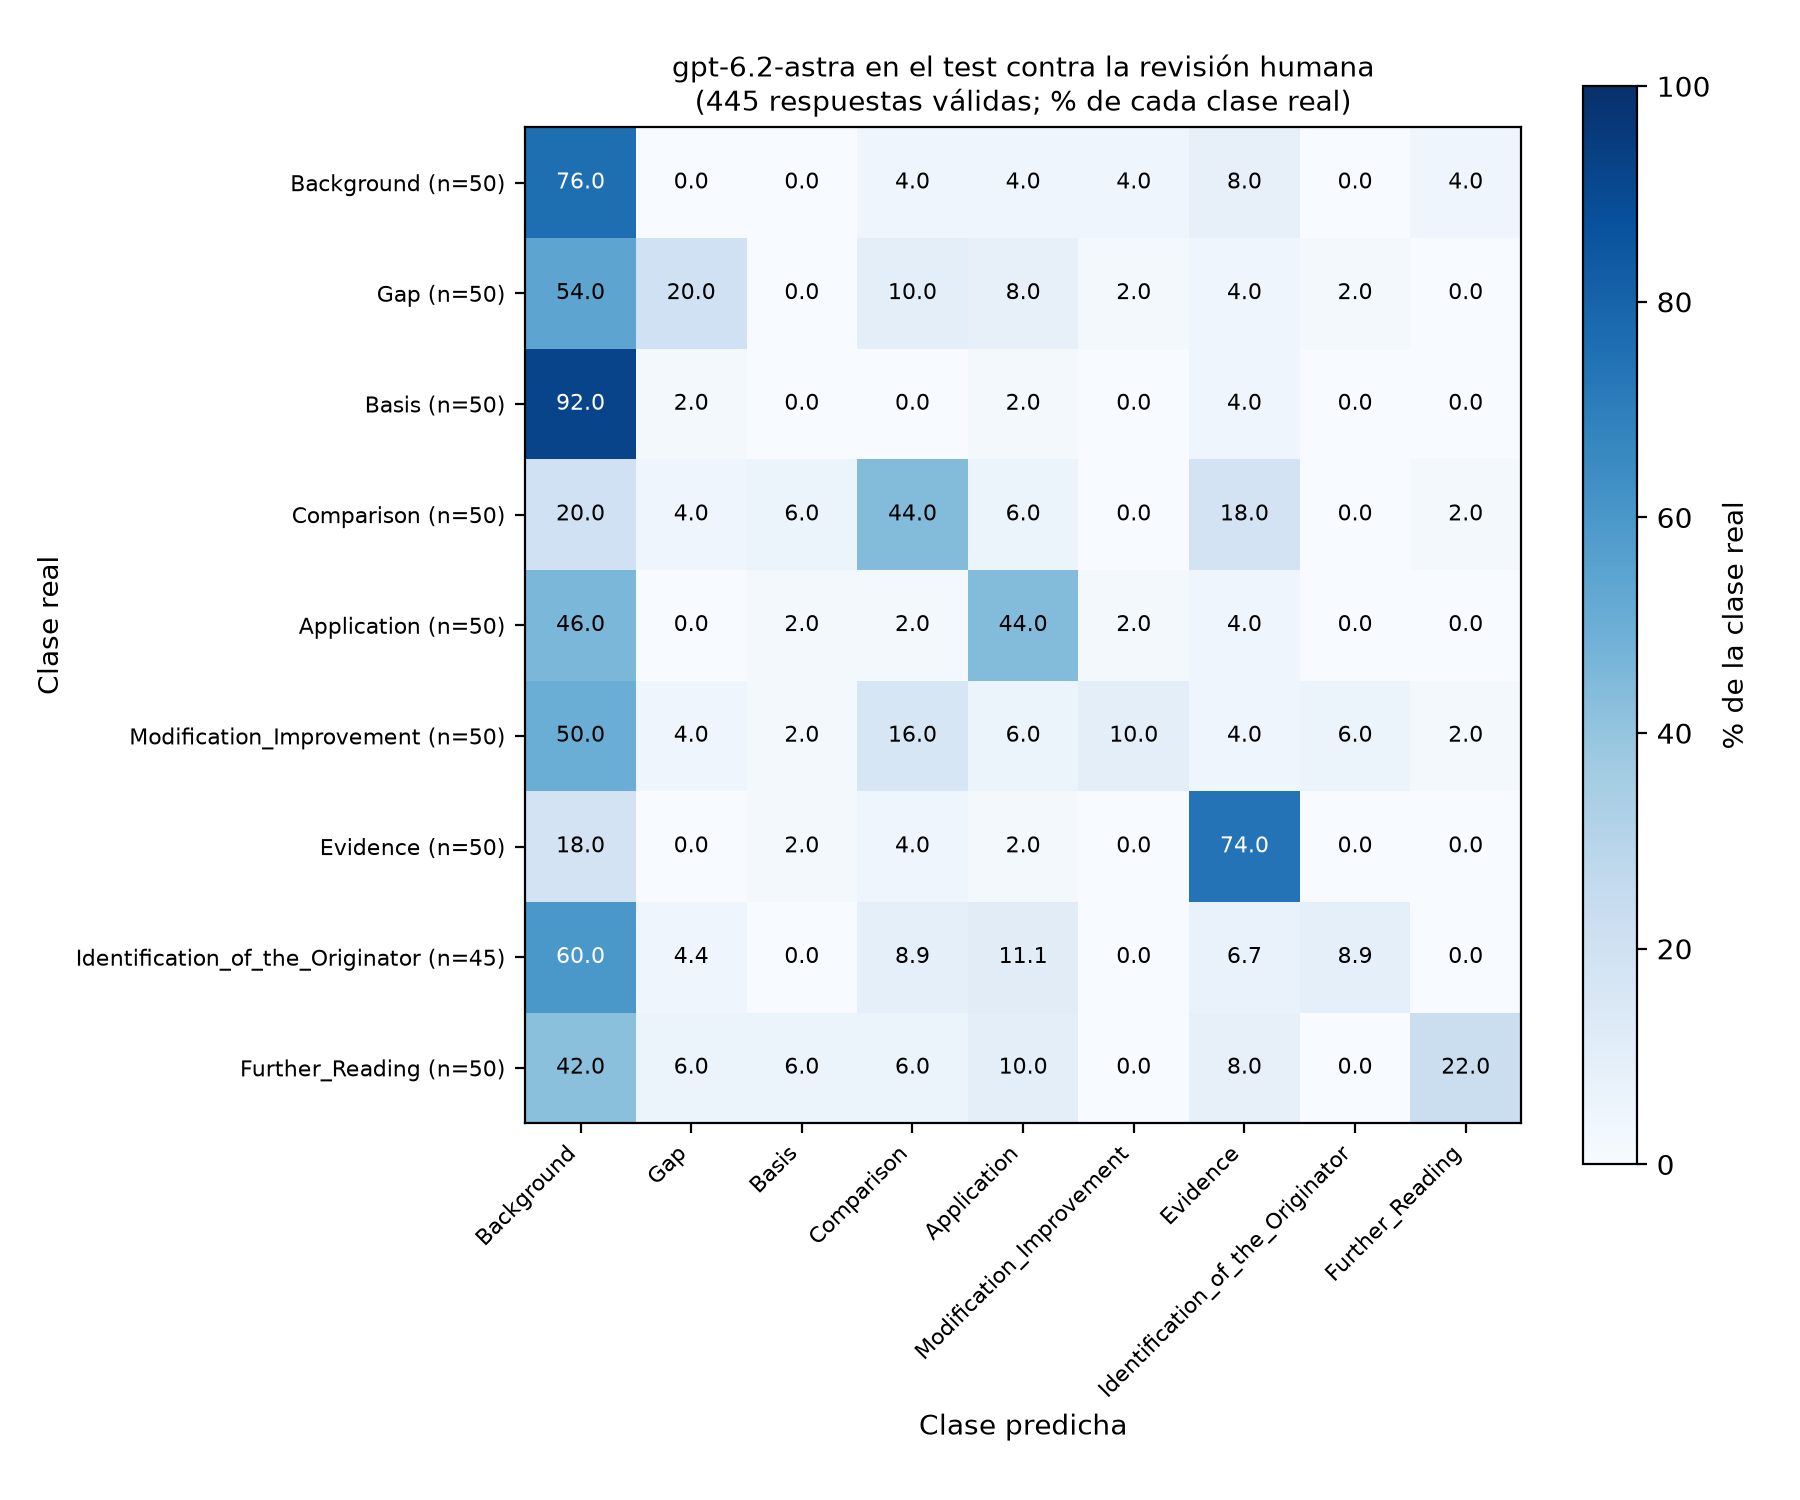 gpt-6.2-astra en el test contra la revisión humana
(445 respuestas válidas; % de cada clase real)
Clase real
Background (n=50) 76.0 0.0 0.0 4.0 4.0 4.0 8.0 0.0 4.0
Gap (n=50) 54.0 20.0 0.0 10.0 8.0 2.0 4.0 2.0 0.0
Basis (n=50) 92.0 2.0 0.0 0.0 2.0 0.0 4.0 0.0 0.0
Comparison (n=50) 20.0 4.0 6.0 44.0 6.0 0.0 18.0 0.0 2.0
Application (n=50) 46.0 0.0 2.0 2.0 44.0 2.0 4.0 0.0 0.0
Modification_Improvement (n=50) 50.0 4.0 2.0 16.0 6.0 10.0 4.0 6.0 2.0
Evidence (n=50) 18.0 0.0 2.0 4.0 2.0 0.0 74.0 0.0 0.0
Identification_of_the_Originator (n=45) 60.0 4.4 0.0 8.9 11.1 0.0 6.7 8.9 0.0
Further_Reading (n=50) 42.0 6.0 6.0 6.0 10.0 0.0 8.0 0.0 22.0
Background
Gap
Basis
Comparison
Application
Modification_Improvement
Evidence
Identification_of_the_Originator
Further_Reading
Clase predicha
100
80
60
40
20
0
% de la clase real